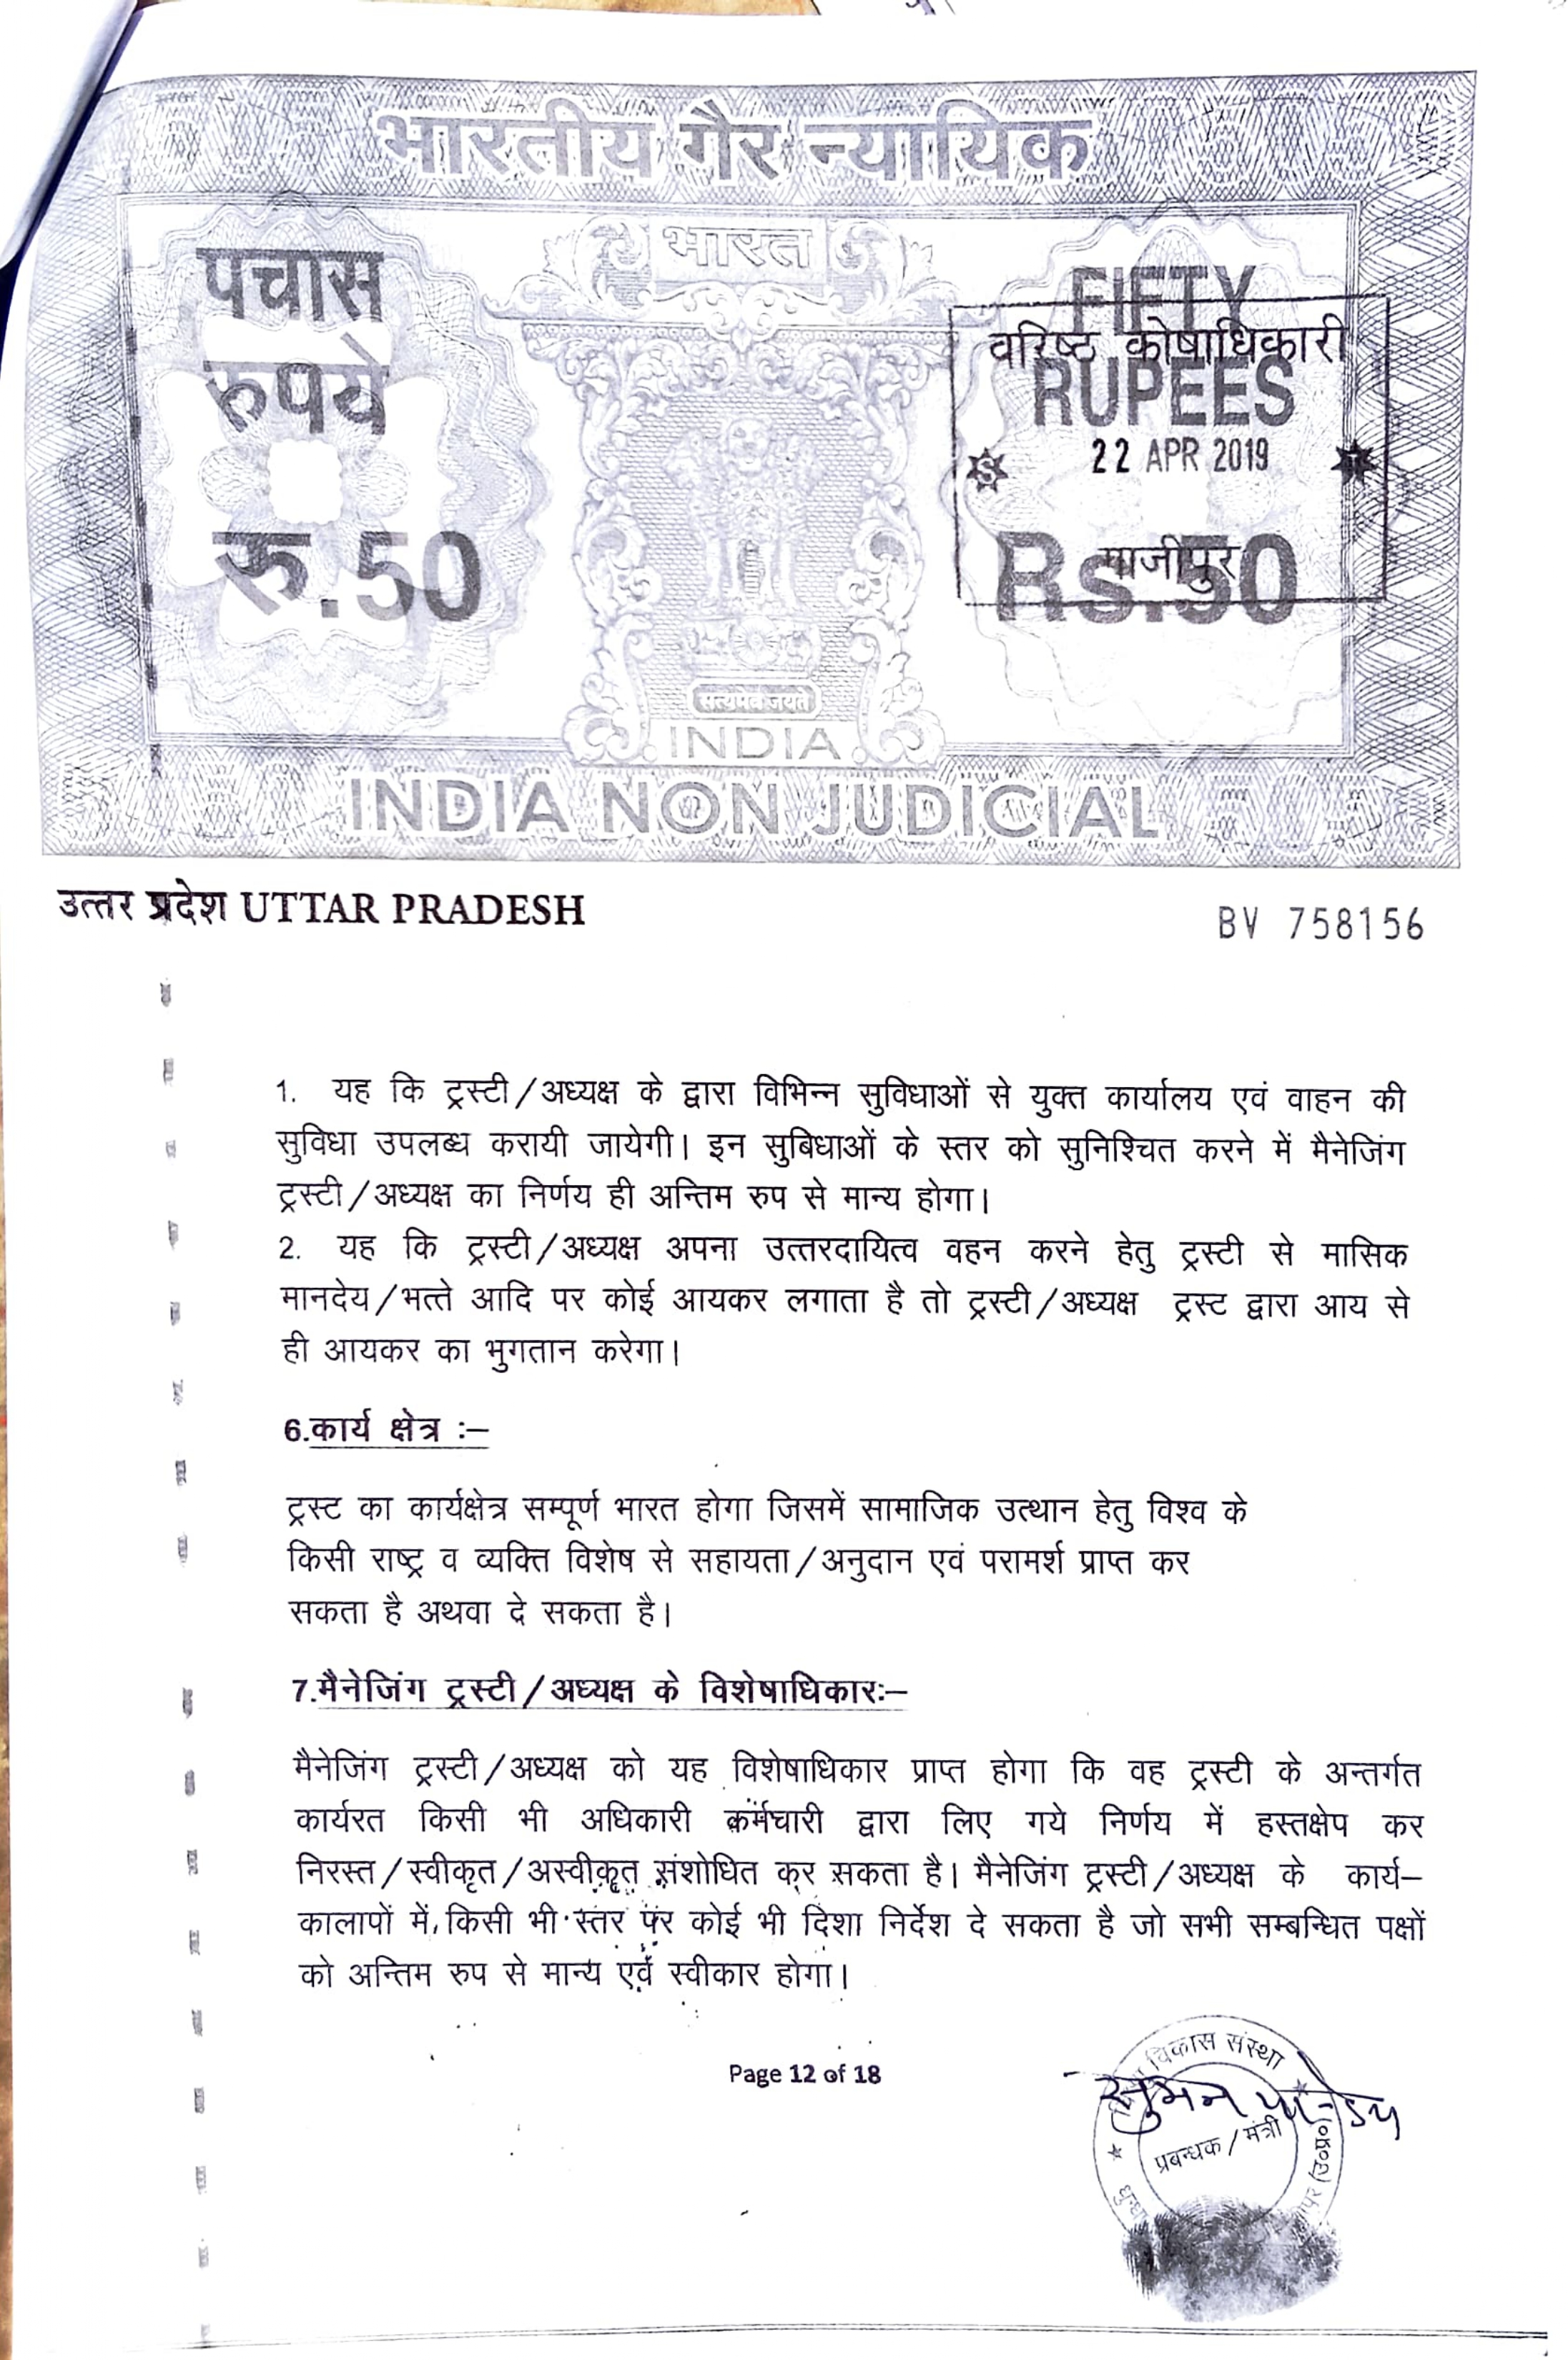 भारतीय गैर न्यायिक
भारत
पचास
रुपये
रु.50
FIFTY
RUPEES
Rs.50
वरिष्ठ कोषाधिकारी
22 APR 2019
गाजीपुर
सत्यमेव जयते
INDIA
INDIA NON JUDICIAL
उत्तर प्रदेश UTTAR PRADESH
BV 758156
1. यह कि ट्रस्टी/अध्यक्ष के द्वारा विभिन्न सुविधाओं से युक्त कार्यालय एवं वाहन की
सुविधा उपलब्ध करायी जायेगी। इन सुबिधाओं के स्तर को सुनिश्चित करने में मैनेजिंग
ट्रस्टी/अध्यक्ष का निर्णय ही अन्तिम रुप से मान्य होगा।
2. यह कि ट्रस्टी/अध्यक्ष अपना उत्तरदायित्व वहन करने हेतु ट्रस्टी से मासिक
मानदेय/भत्ते आदि पर कोई आयकर लगाता है तो ट्रस्टी/अध्यक्ष ट्रस्ट द्वारा आय से
ही आयकर का भुगतान करेगा।
6.कार्य क्षेत्र :–
ट्रस्ट का कार्यक्षेत्र सम्पूर्ण भारत होगा जिसमें सामाजिक उत्थान हेतु विश्व के
किसी राष्ट्र व व्यक्ति विशेष से सहायता/अनुदान एवं परामर्श प्राप्त कर
सकता है अथवा दे सकता है।
7.मैनेजिंग ट्रस्टी/अध्यक्ष के विशेषाधिकारः–
मैनेजिंग ट्रस्टी/अध्यक्ष को यह विशेषाधिकार प्राप्त होगा कि वह ट्रस्टी के अन्तर्गत
कार्यरत किसी भी अधिकारी कर्मचारी द्वारा लिए गये निर्णय में हस्तक्षेप कर
निरस्त/स्वीकृत/अस्वीकृत संशोधित कर सकता है। मैनेजिंग ट्रस्टी/अध्यक्ष के कार्य–
कालापों में किसी भी स्तर पर कोई भी दिशा निर्देश दे सकता है जो सभी सम्बन्धित पक्षों
को अन्तिम रुप से मान्य एवं स्वीकार होगा।
Page 12 of 18
विकास संस्था
सुमन पाण्डेय
प्रबन्धक/मंत्री
(उ०प्र०)